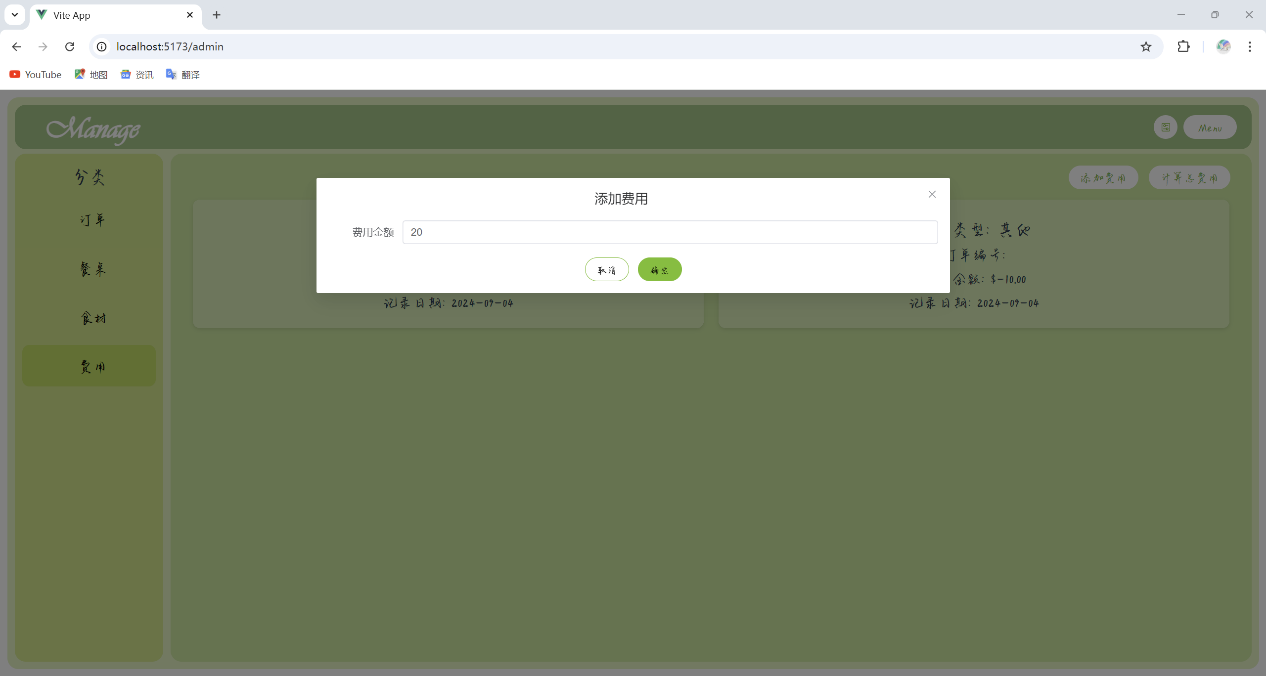 Vite App
localhost:5173/admin
YouTube
地图
资讯
翻译
Manage
Menu
分类
订单
餐桌
食材
费用
添加费用
计算总费用
添加费用
费用金额
20
取消
确定
类型: 其他
订单编号:
金额: $-10.00
记录日期: 2024-09-04
记录日期: 2024-09-04